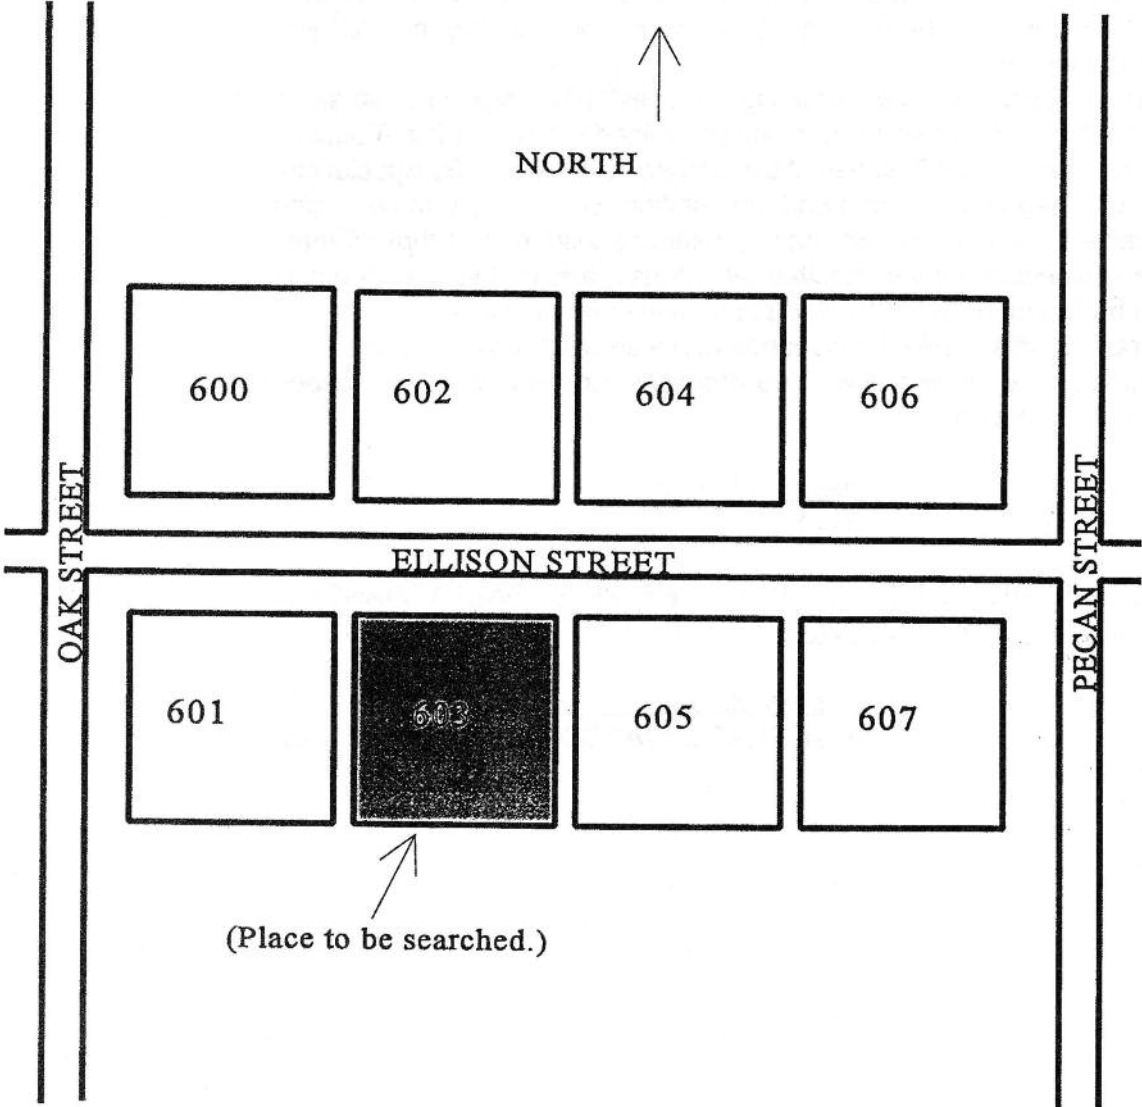 NORTH
600
602
604
606
OAK STREET
ELLISON STREET
PECAN STREET
601
603
605
607
(Place to be searched.)